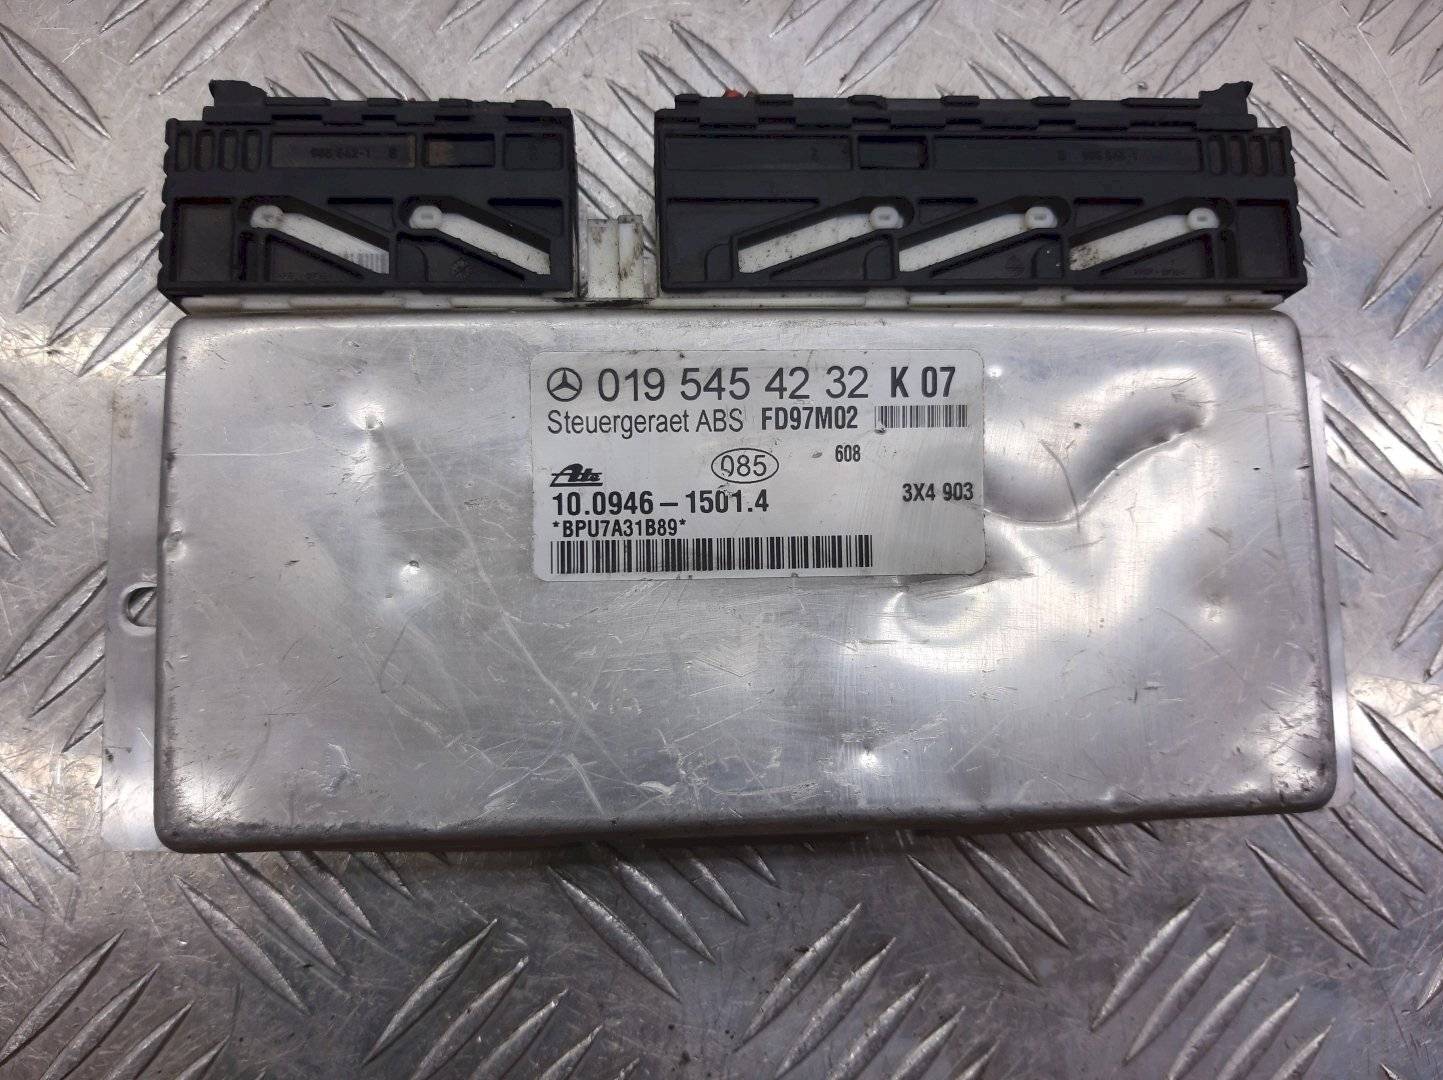 019 545 42 32 K 07
Steuergeraet ABS FD97M02
085 608
Ate
10.0946-1501.4 3X4 903
*BPU7A31B89*